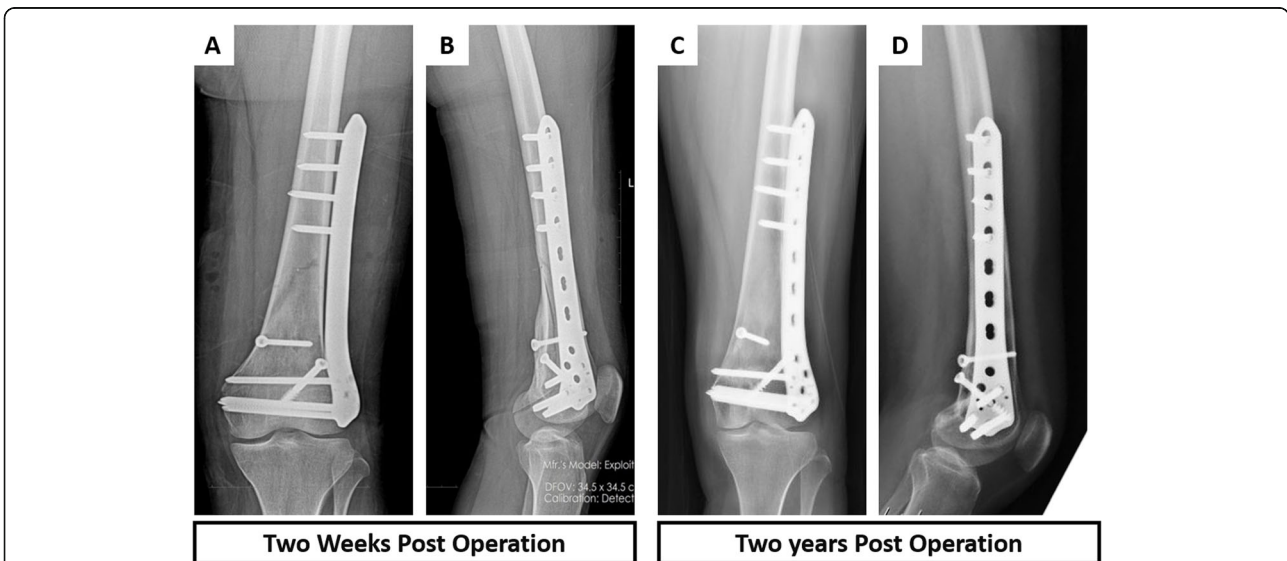 A
B
C
D
L
Mfr.'s Model: Exploit
DFOV: 34.5 x 34.5 c
Calibration: Detect
Two Weeks Post Operation
Two years Post Operation